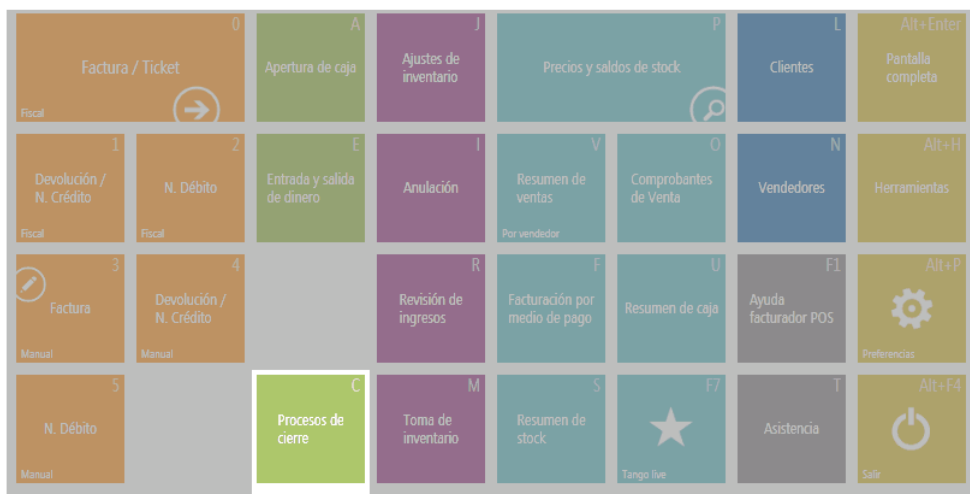 0
Factura / Ticket
Fiscal
A
Apertura de caja
J
Ajustes de
inventario
P
Precios y saldos de stock
L
Clientes
Alt+Enter
Pantalla
completa
1
Devolución /
N. Crédito
Fiscal
2
N. Débito
Fiscal
E
Entrada y salida
de dinero
I
Anulación
V
Resumen de
ventas
Por vendedor
O
Comprobantes
de Venta
N
Vendedores
Alt+H
Herramientas
3
Factura
Manual
4
Devolución /
N. Crédito
Manual
R
Revisión de
ingresos
F
Facturación por
medio de pago
U
Resumen de caja
F1
Ayuda
facturador POS
Alt+P
Preferencias
5
N. Débito
Manual
C
Procesos de
cierre
M
Toma de
inventario
S
Resumen de
stock
F7
Tango live
T
Asistencia
Alt+F4
Salir